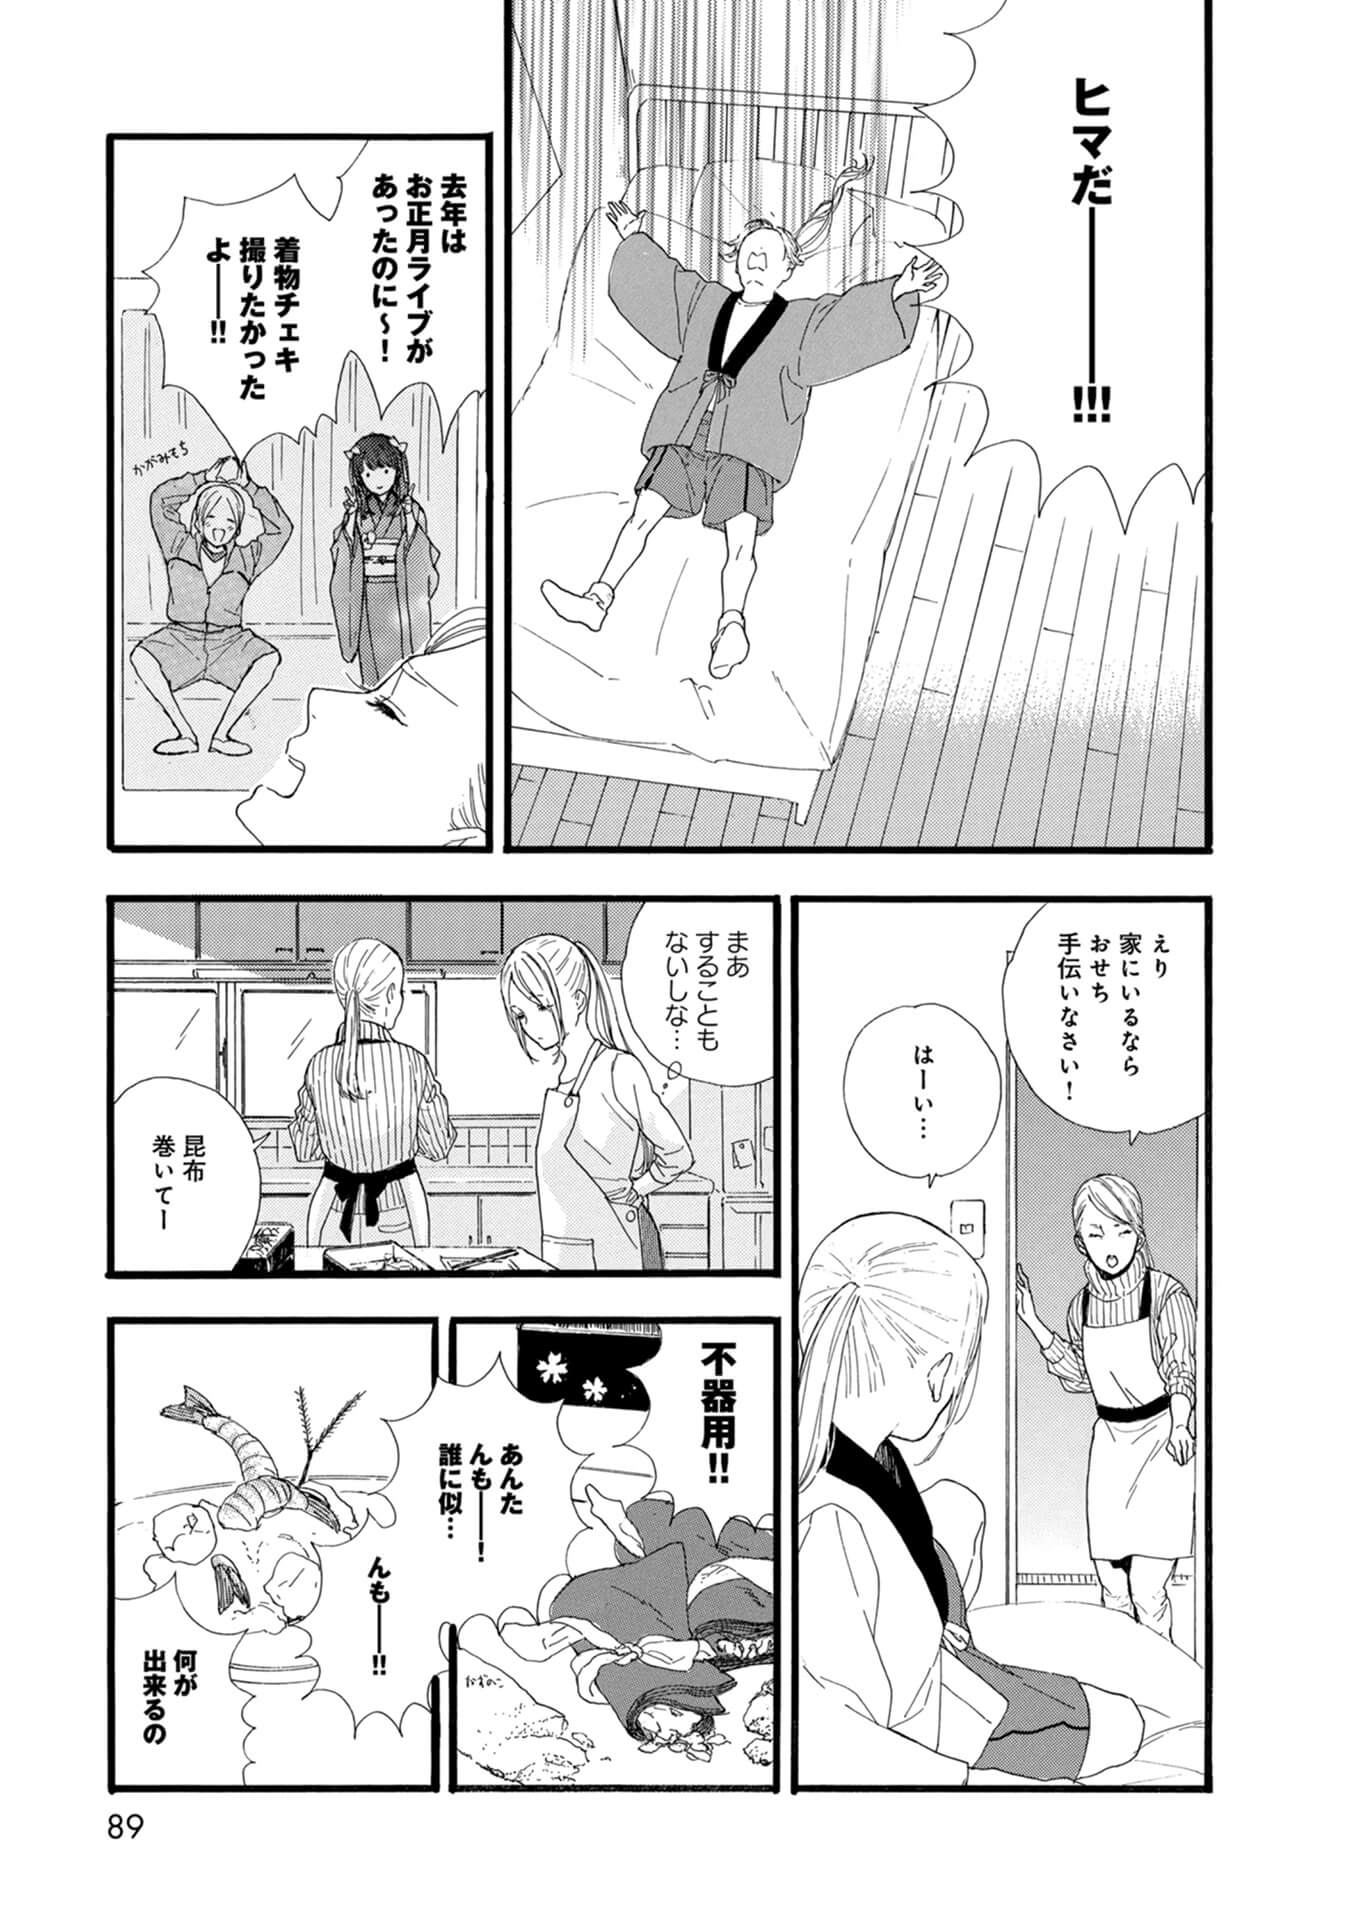 ヒマだ――――!!!
去年は
お正月ライブが
あったのに〜!
着物チェキ
撮りたかった
よ――!!
かがみもち
えり
家にいるなら
おせち
手伝いなさい!
はーい…
まあ
することも
ないしな…
昆布
巻いてー
不器用!!
あんた
んも――!
誰に似…
かずのこ
んも――!!
何が
出来るの
89